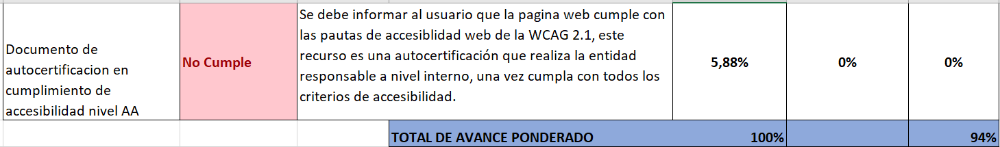 Documento de
autocertificacion en
cumplimiento de
accesibilidad nivel AA
No Cumple
Se debe informar al usuario que la pagina web cumple con
las pautas de accesiblidad web de la WCAG 2.1, este
recurso es una autocertificación que realiza la entidad
responsable a nivel interno, una vez cumpla con todos los
criterios de accesibilidad.
5,88%
0%
0%
TOTAL DE AVANCE PONDERADO 100% 94%